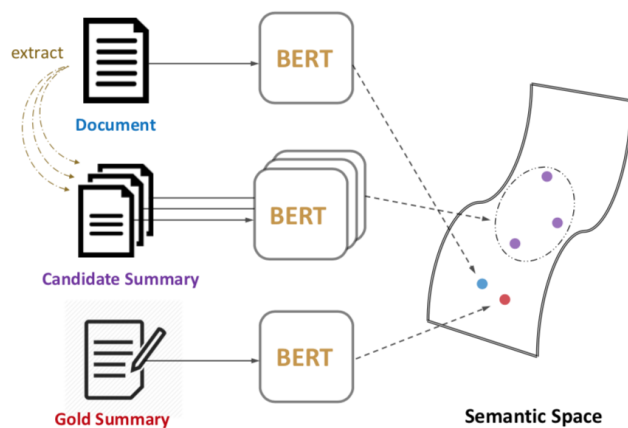 extract
BERT
Document
BERT
Candidate Summary
BERT
Gold Summary
Semantic Space